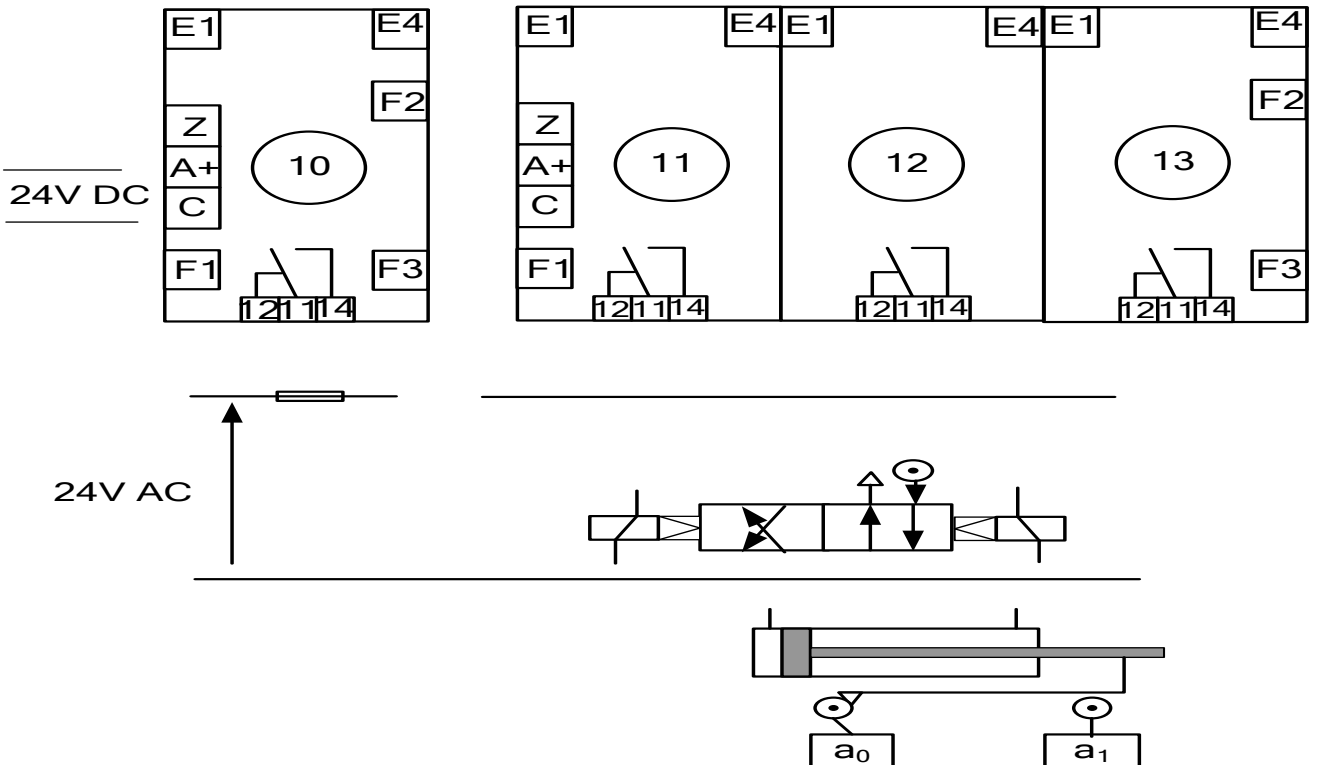 E1 E4 E1 E4 E1 E4 E1 E4
F2 F2
Z Z
A+ 10 A+ 11 12 13
24V DC
C C
F1 F3 F1 F3
12 11 14 12 11 14 12 11 14 12 11 14
24V AC
a₀ a₁